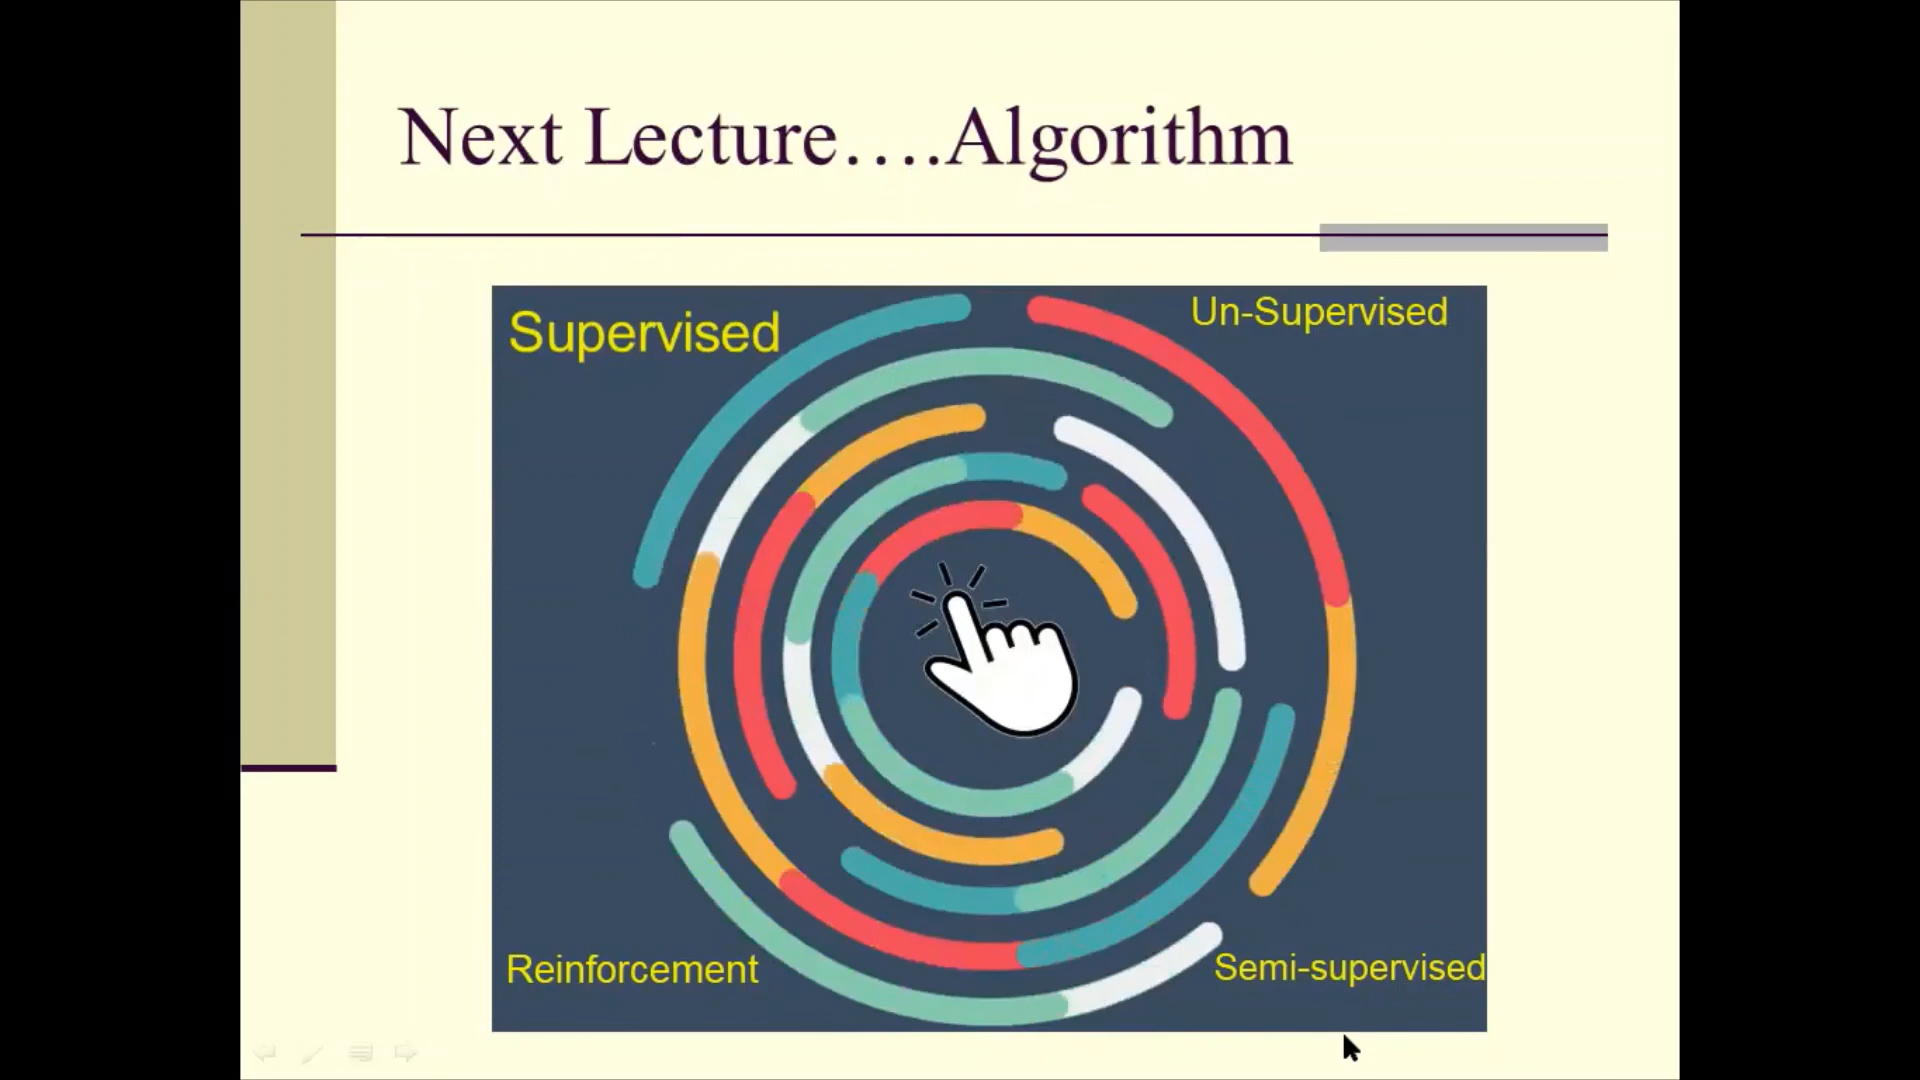 Next Lecture....Algorithm
Supervised
Un-Supervised
Reinforcement
Semi-supervised